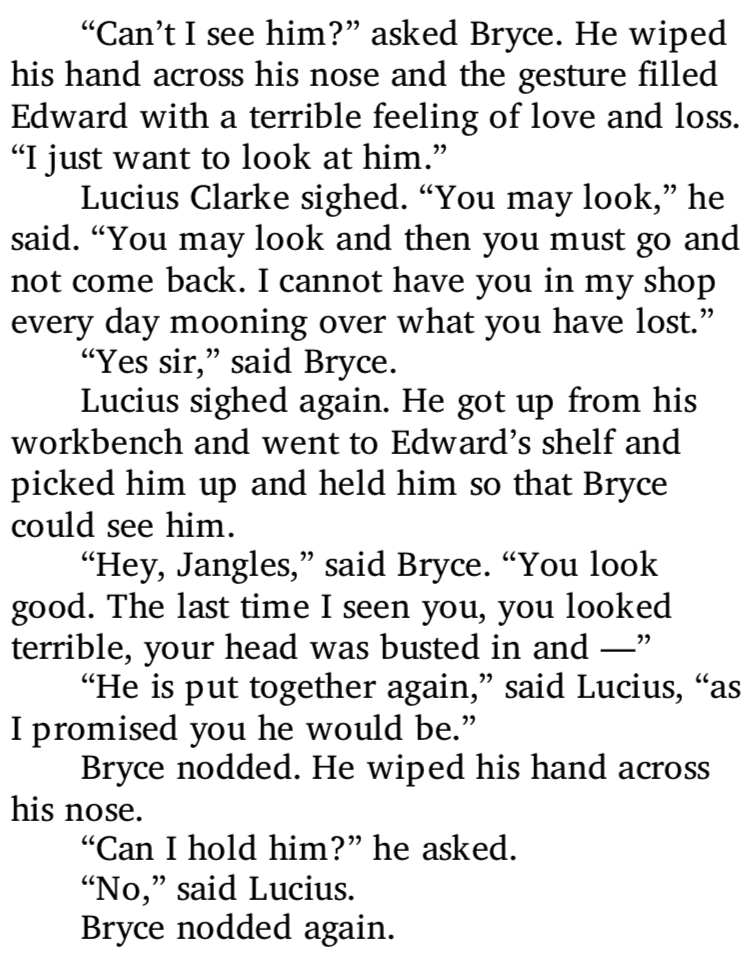 “Can’t I see him?” asked Bryce. He wiped
his hand across his nose and the gesture filled
Edward with a terrible feeling of love and loss.
“I just want to look at him.”
Lucius Clarke sighed. “You may look,” he
said. “You may look and then you must go and
not come back. I cannot have you in my shop
every day mooning over what you have lost.”
“Yes sir,” said Bryce.
Lucius sighed again. He got up from his
workbench and went to Edward’s shelf and
picked him up and held him so that Bryce
could see him.
“Hey, Jangles,” said Bryce. “You look
good. The last time I seen you, you looked
terrible, your head was busted in and —”
“He is put together again,” said Lucius, “as
I promised you he would be.”
Bryce nodded. He wiped his hand across
his nose.
“Can I hold him?” he asked.
“No,” said Lucius.
Bryce nodded again.